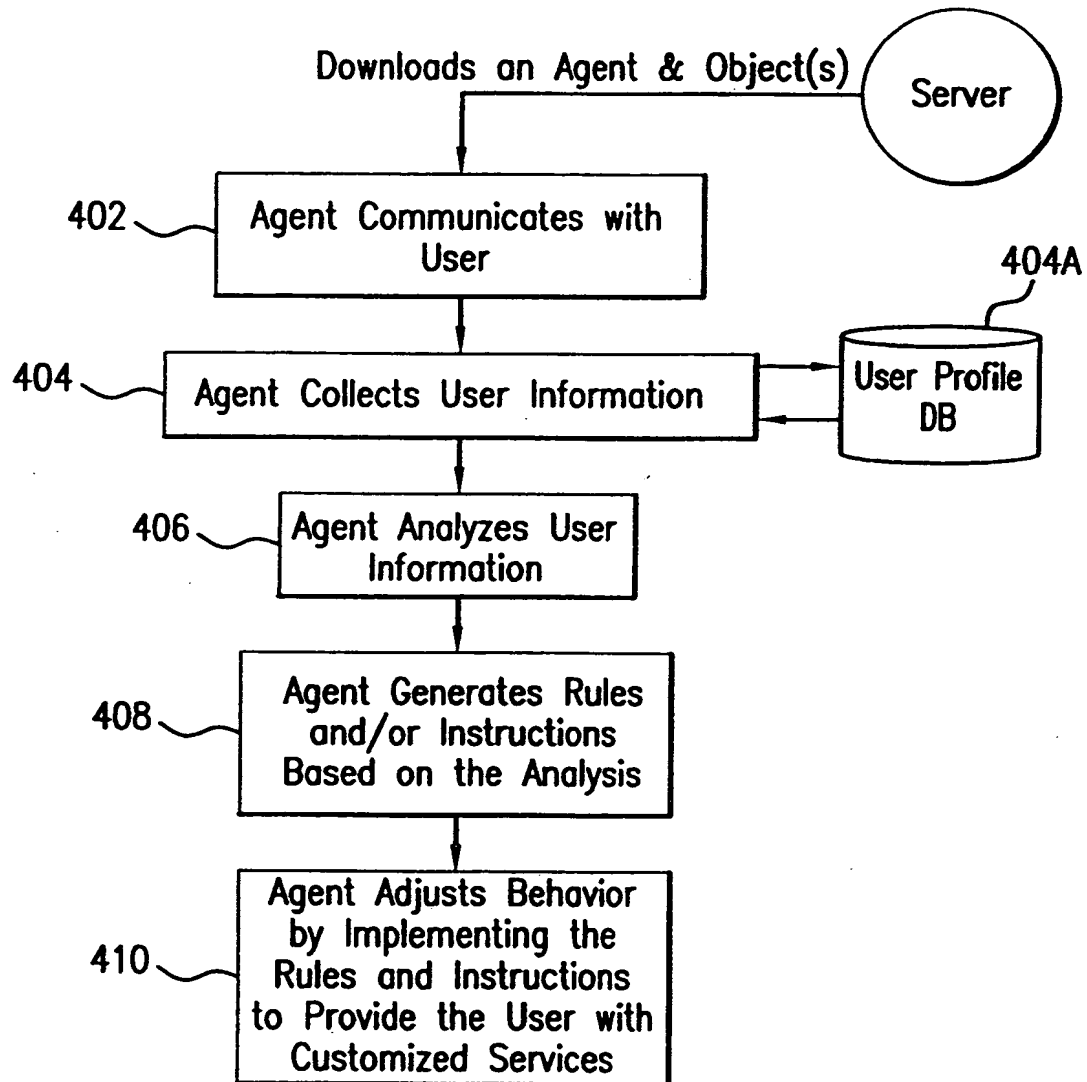 Downloads an Agent & Object(s)
Server
402
Agent Communicates with
User
404A
404
Agent Collects User Information
User Profile
DB
406
Agent Analyzes User
Information
408
Agent Generates Rules
and/or Instructions
Based on the Analysis
410
Agent Adjusts Behavior
by Implementing the
Rules and Instructions
to Provide the User with
Customized Services